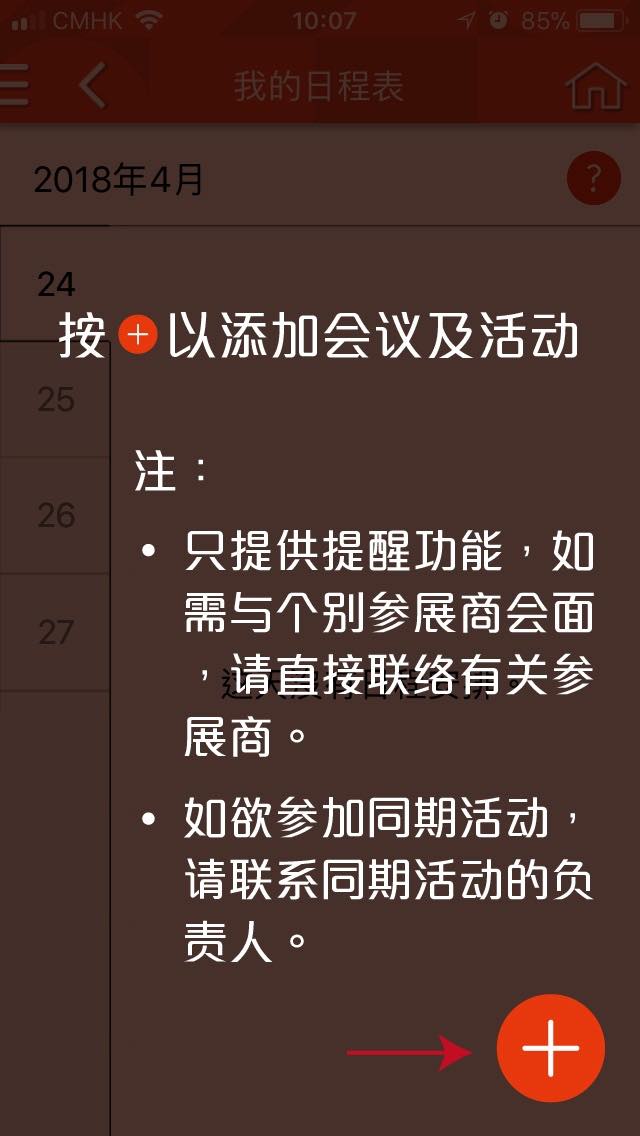 CMHK 10:07 85%
我的日程表
2018年4月
?
24
按+以添加会议及活动
25
26
27
注：
• 只提供提醒功能，如
需与个别参展商会面
，请直接联络有关参
展商。
• 如欲参加同期活动，
请联系同期活动的负
责人。
+